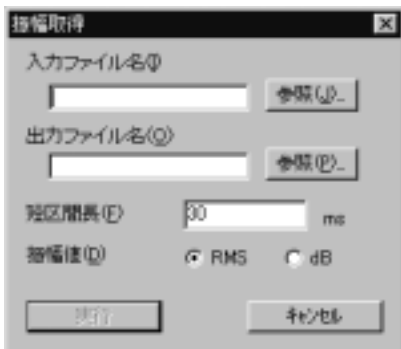 振幅取得
入力ファイル名(I)
参照(J)...
出力ファイル名(O)
参照(P)...
短区間長(F) 30 ms
振幅値(D) RMS dB
実行
キャンセル